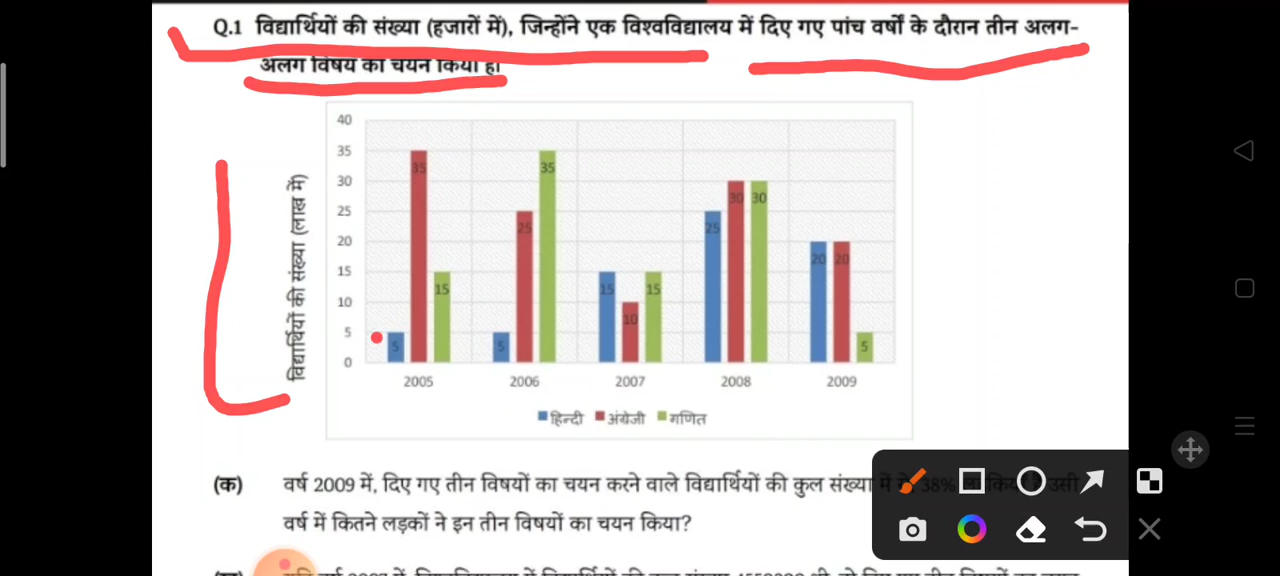 Q.1 विद्यार्थियों की संख्या (हजारों में), जिन्होंने एक विश्वविद्यालय में दिए गए पांच वर्षों के दौरान तीन अलग-
अलग विषय का चयन किया है।
विद्यार्थियों की संख्या (लाख में)
40
35
30
25
20
15
10
5
0
5 35 15
5 25 35
15 10 15
25 30 30
20 20 5
2005 2006 2007 2008 2009
हिन्दी अंग्रेजी गणित
(क) वर्ष 2009 में, दिए गए तीन विषयों का चयन करने वाले विद्यार्थियों की कुल संख्या में से 38%
वर्ष में कितने लड़कों ने इन तीन विषयों का चयन किया?